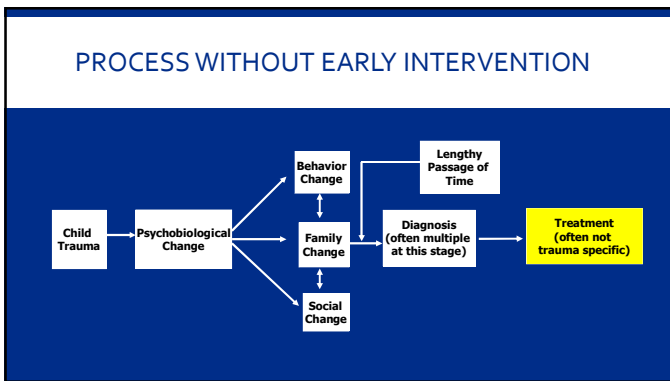 PROCESS WITHOUT EARLY INTERVENTION
Lengthy
Passage of
Time
Behavior
Change
Child
Trauma
Psychobiological
Change
Family
Change
Diagnosis
(often multiple
at this stage)
Treatment
(often not
trauma specific)
Social
Change